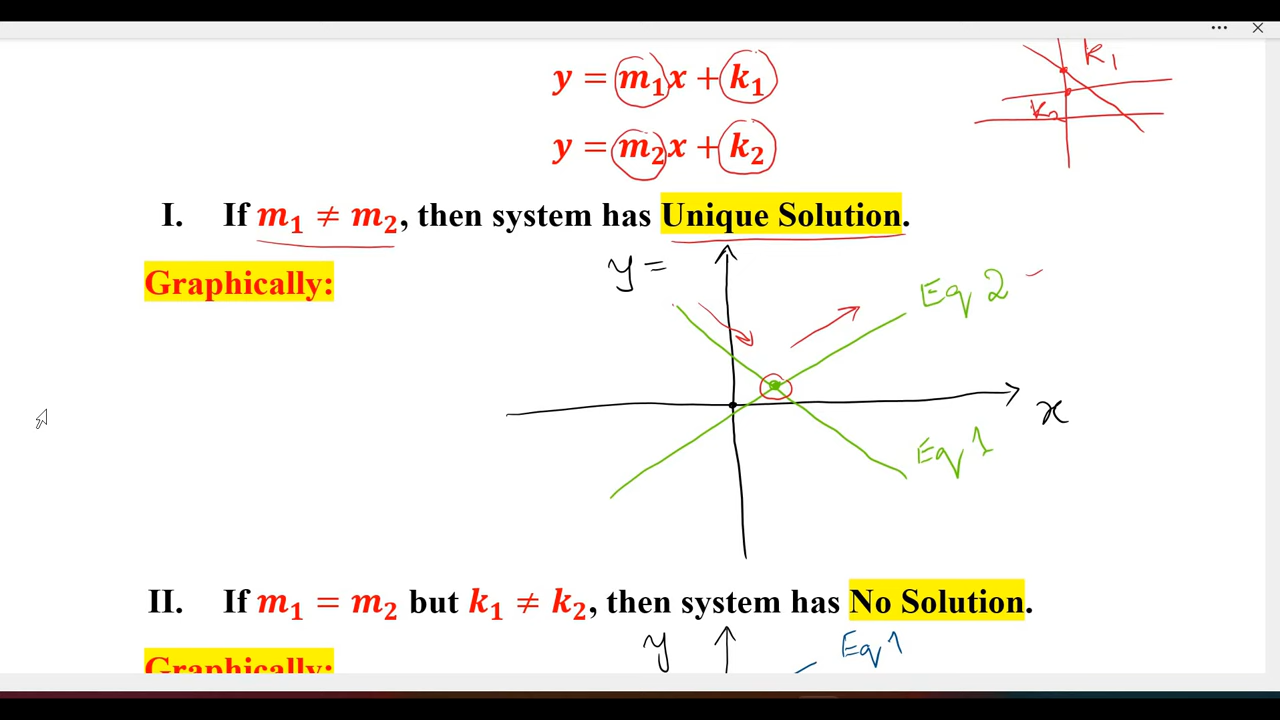 y = m₁x + k₁
k₁
y = m₂x + k₂
k₂
I. If m₁ ≠ m₂, then system has Unique Solution.
y =
Graphically:
Eq 2
x
Eq 1
II. If m₁ = m₂ but k₁ ≠ k₂, then system has No Solution.
y
Eq 1
Graphically: